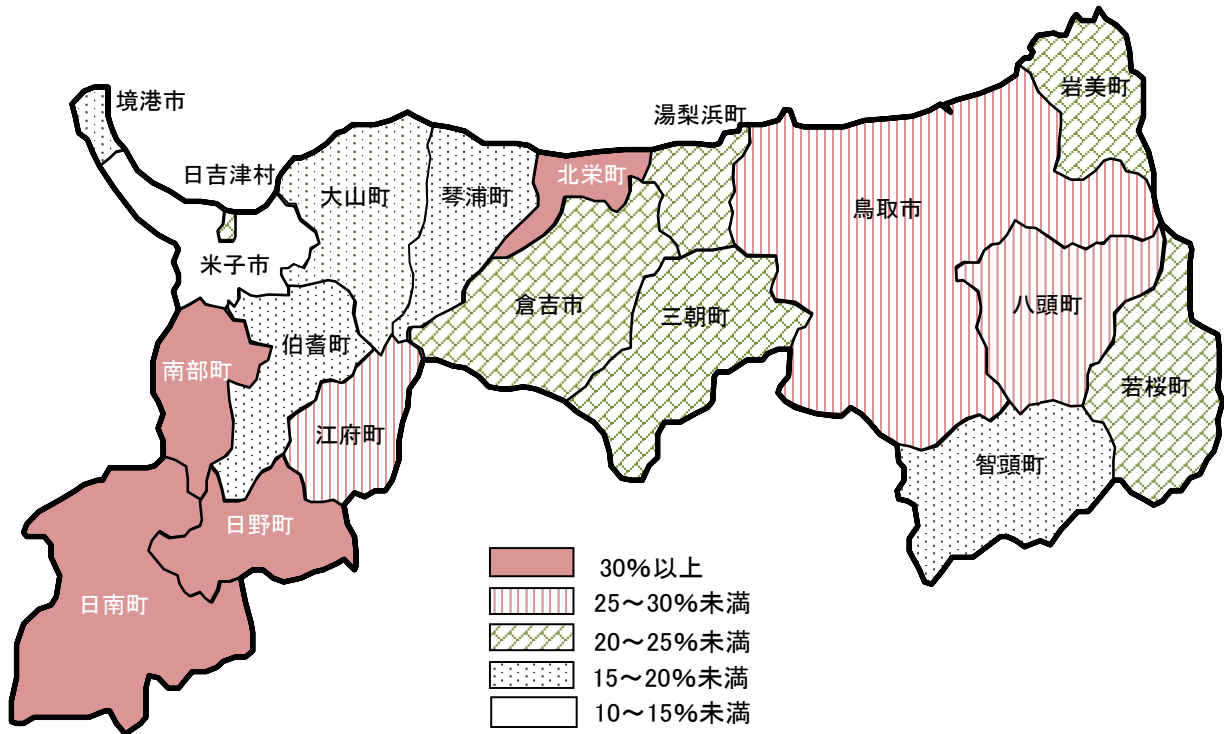 岩美町
境港市
湯梨浜町
日吉津村
北栄町
大山町
琴浦町
鳥取市
米子市
倉吉市
三朝町
八頭町
伯耆町
南部町
若桜町
江府町
智頭町
日野町
日南町
30%以上
25～30%未満
20～25%未満
15～20%未満
10～15%未満